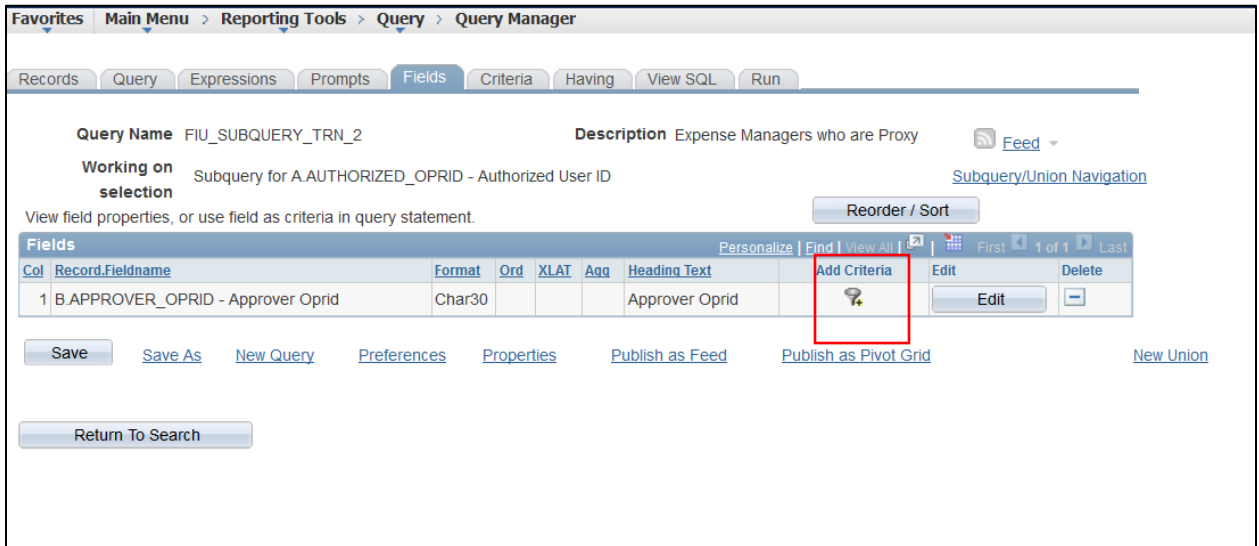 Favorites Main Menu > Reporting Tools > Query > Query Manager
Records Query Expressions Prompts Fields Criteria Having View SQL Run
Query Name FIU_SUBQUERY_TRN_2 Description Expense Managers who are Proxy Feed
Working on selection Subquery for A.AUTHORIZED_OPRID - Authorized User ID Subquery/Union Navigation
View field properties, or use field as criteria in query statement. Reorder / Sort
Fields Personalize | Find | View All | | First 1 of 1 Last
Col Record.Fieldname Format Ord XLAT Agg Heading Text Add Criteria Edit Delete
1 B.APPROVER_OPRID - Approver Oprid Char30 Approver Oprid Edit
Save Save As New Query Preferences Properties Publish as Feed Publish as Pivot Grid New Union
Return To Search